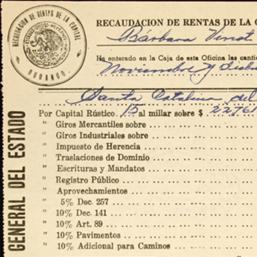 RECAUDACION DE RENTAS DE LA CAPITAL
DURANGO
RECAUDACION DE RENTAS DE LA C
Bárbara
Ha enterado en la Caja de esta Oficina las canti
Noviembre y
Santa Catalina del
Por Capital Rústico 15 al millar sobre $
" Giros Mercantiles sobre
" Giros Industriales sobre
" Impuesto de Herencia
" Traslaciones de Dominio
" Escrituras y Mandatos
" Registro Público
" Aprovechamientos
" 5% Dec. 257
" 10% Dec. 141
" 10% Art. 89
" 10% Pavimentos
" 10% Adicional para Caminos
GENERAL DEL ESTADO